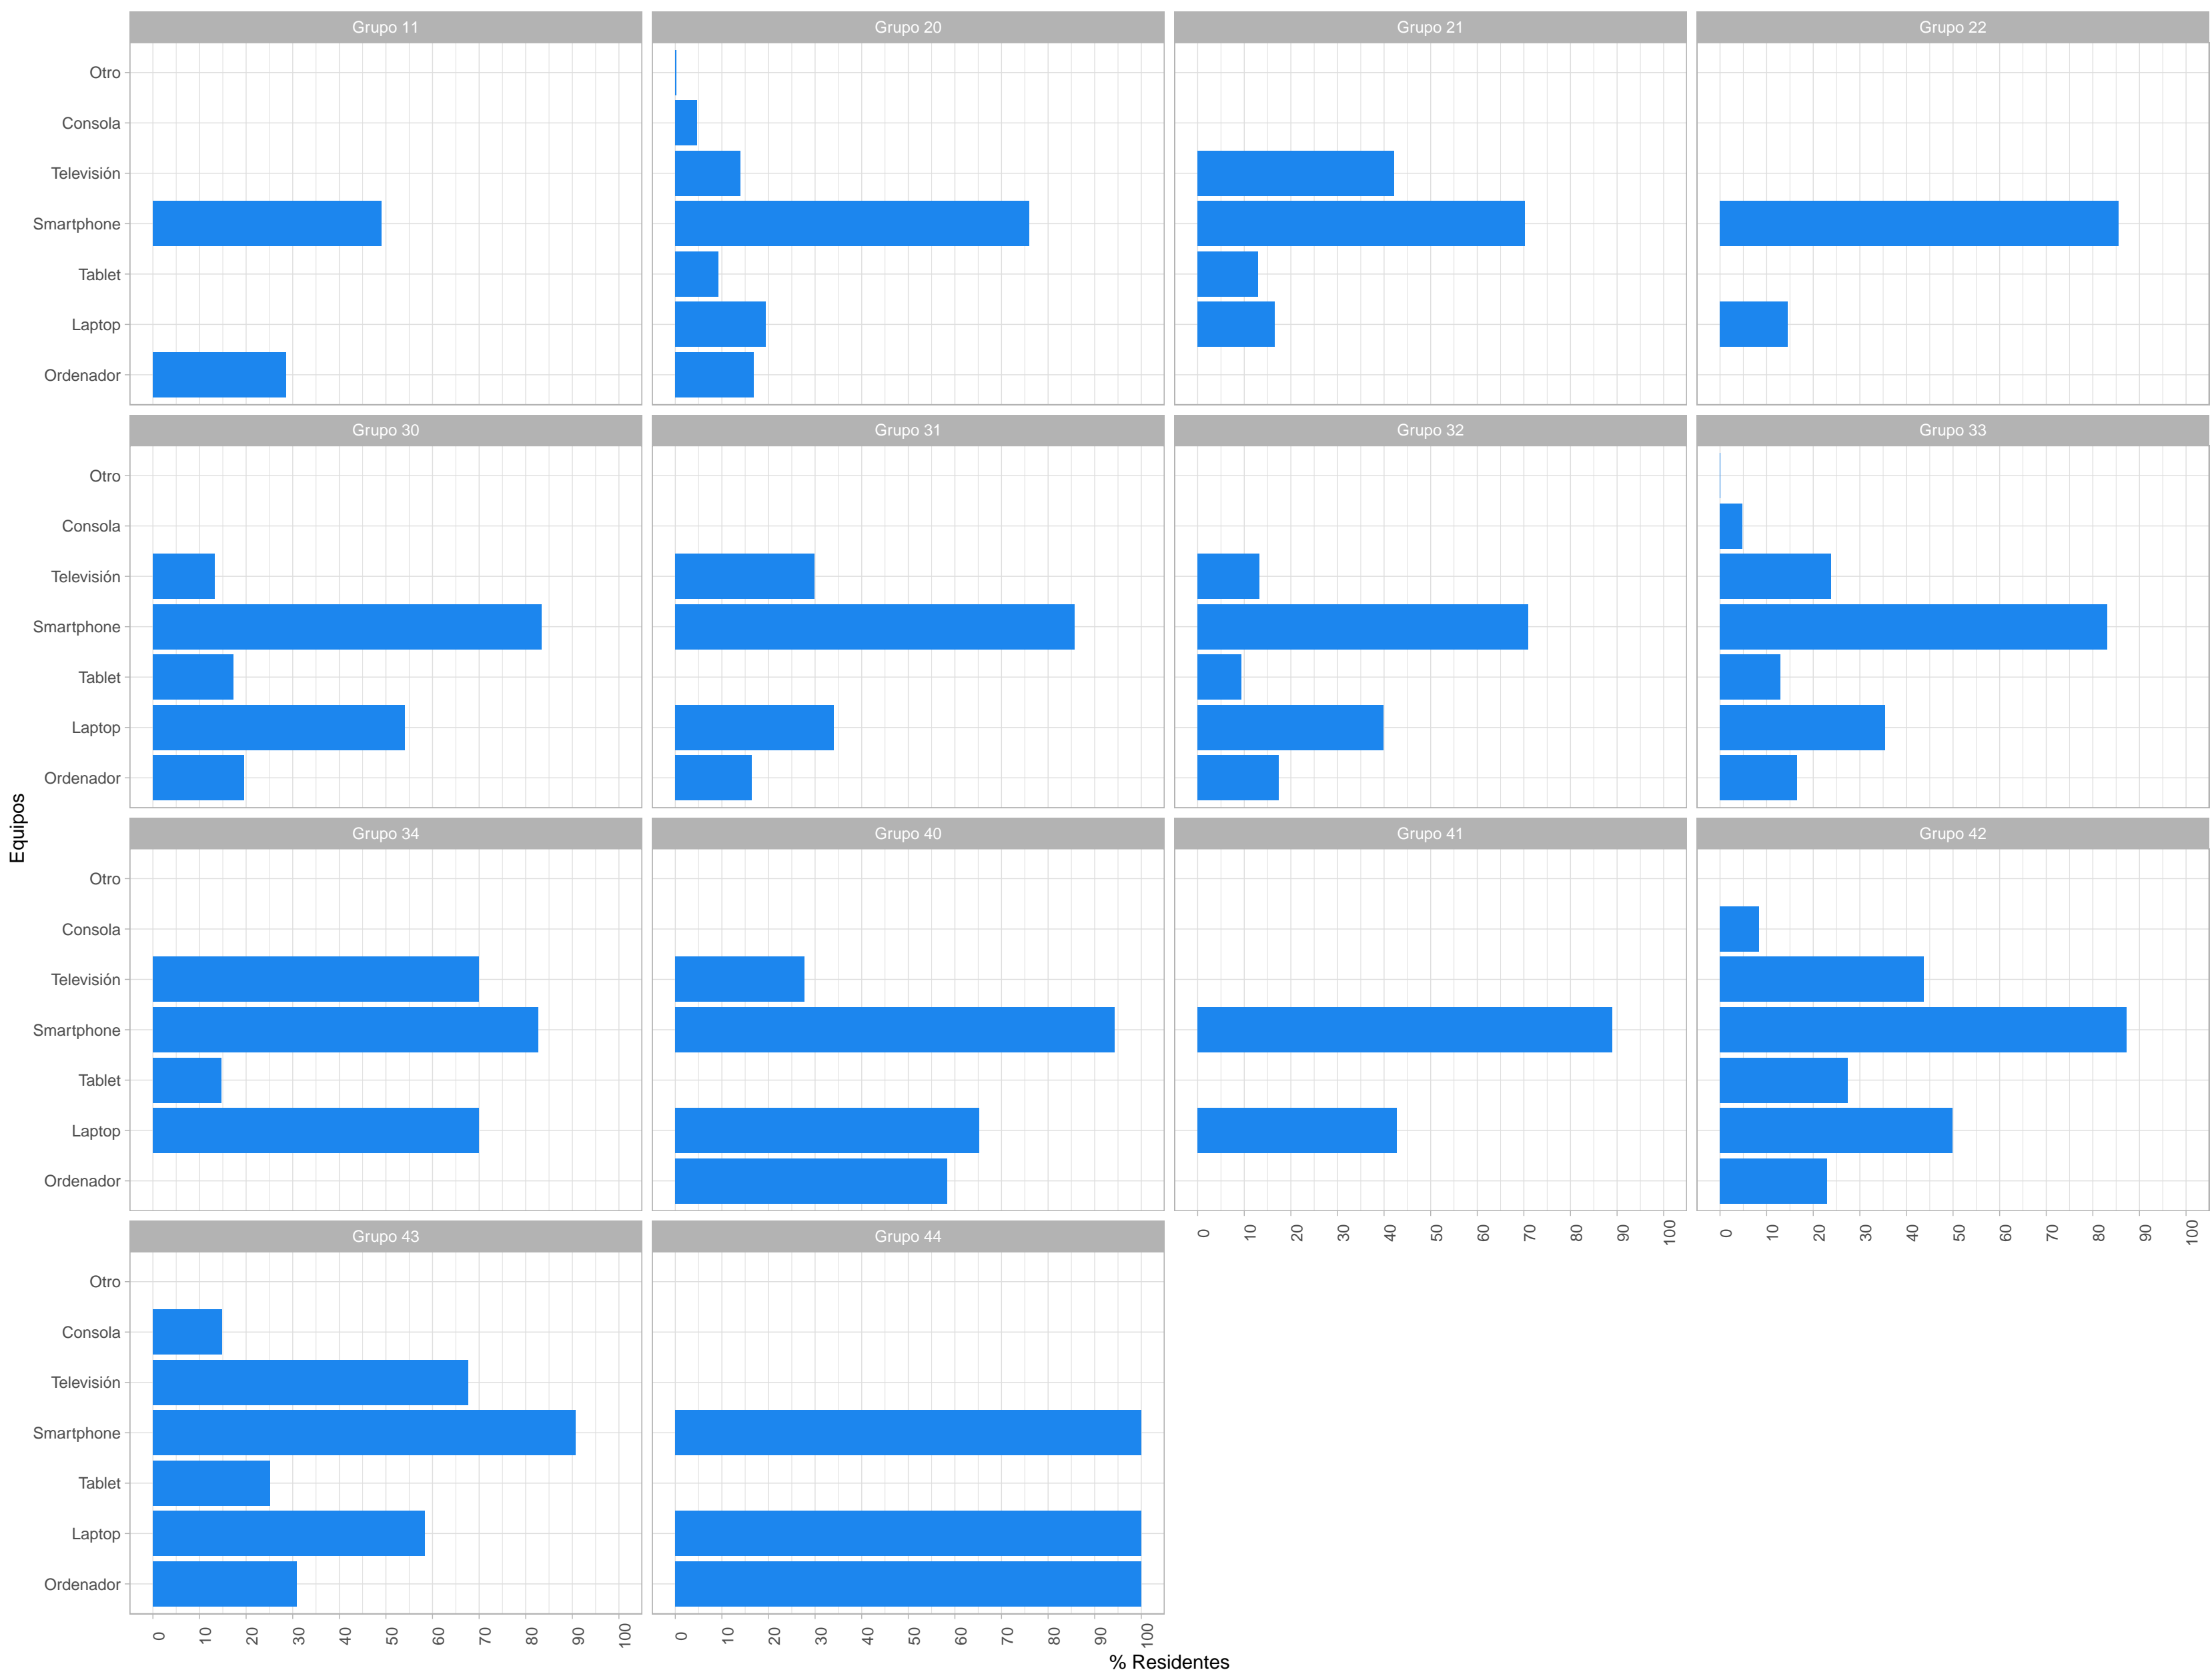 Grupo 11
Grupo 20
Grupo 21
Grupo 22
Otro
Consola
Televisión
Smartphone
Tablet
Laptop
Ordenador
Grupo 30
Grupo 31
Grupo 32
Grupo 33
Otro
Consola
Televisión
Smartphone
Tablet
Laptop
Ordenador
Equipos
Grupo 34
Grupo 40
Grupo 41
Grupo 42
Otro
Consola
Televisión
Smartphone
Tablet
Laptop
Ordenador
0 10 20 30 40 50 60 70 80 90 100
0 10 20 30 40 50 60 70 80 90 100
Grupo 43
Grupo 44
Otro
Consola
Televisión
Smartphone
Tablet
Laptop
Ordenador
0 10 20 30 40 50 60 70 80 90 100
0 10 20 30 40 50 60 70 80 90 100
% Residentes